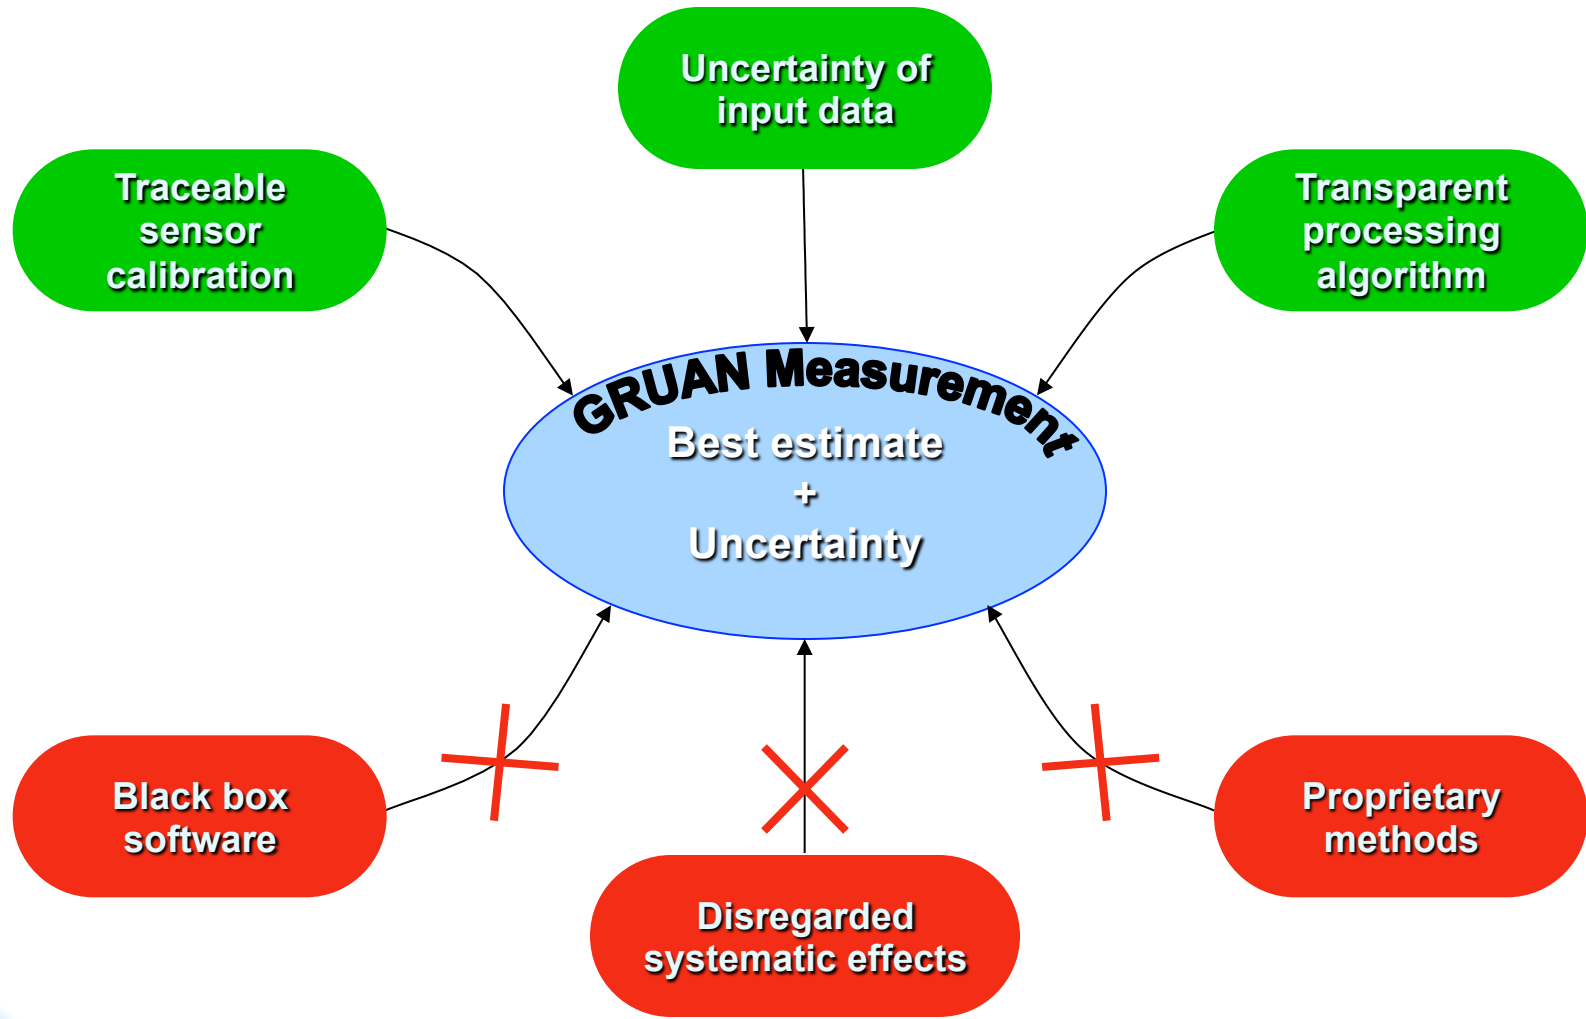 Uncertainty of
input data
Traceable
sensor
calibration
Transparent
processing
algorithm
GRUAN Measurement
Best estimate
+
Uncertainty
Black box
software
Proprietary
methods
Disregarded
systematic effects